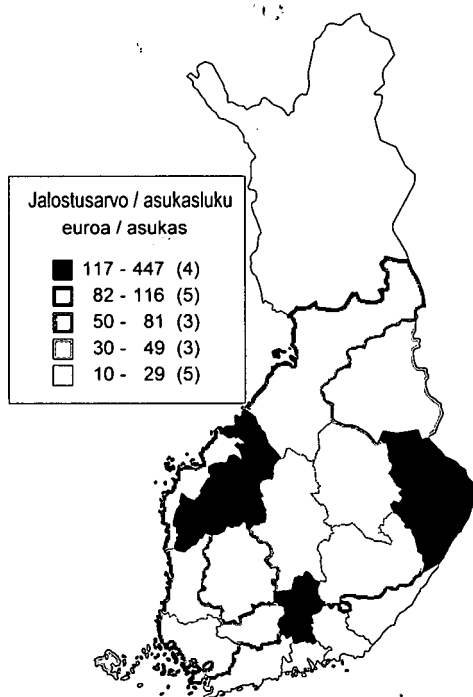 Jalostusarvo / asukasluku
euroa / asukas
117 - 447 (4)
82 - 116 (5)
50 - 81 (3)
30 - 49 (3)
10 - 29 (5)